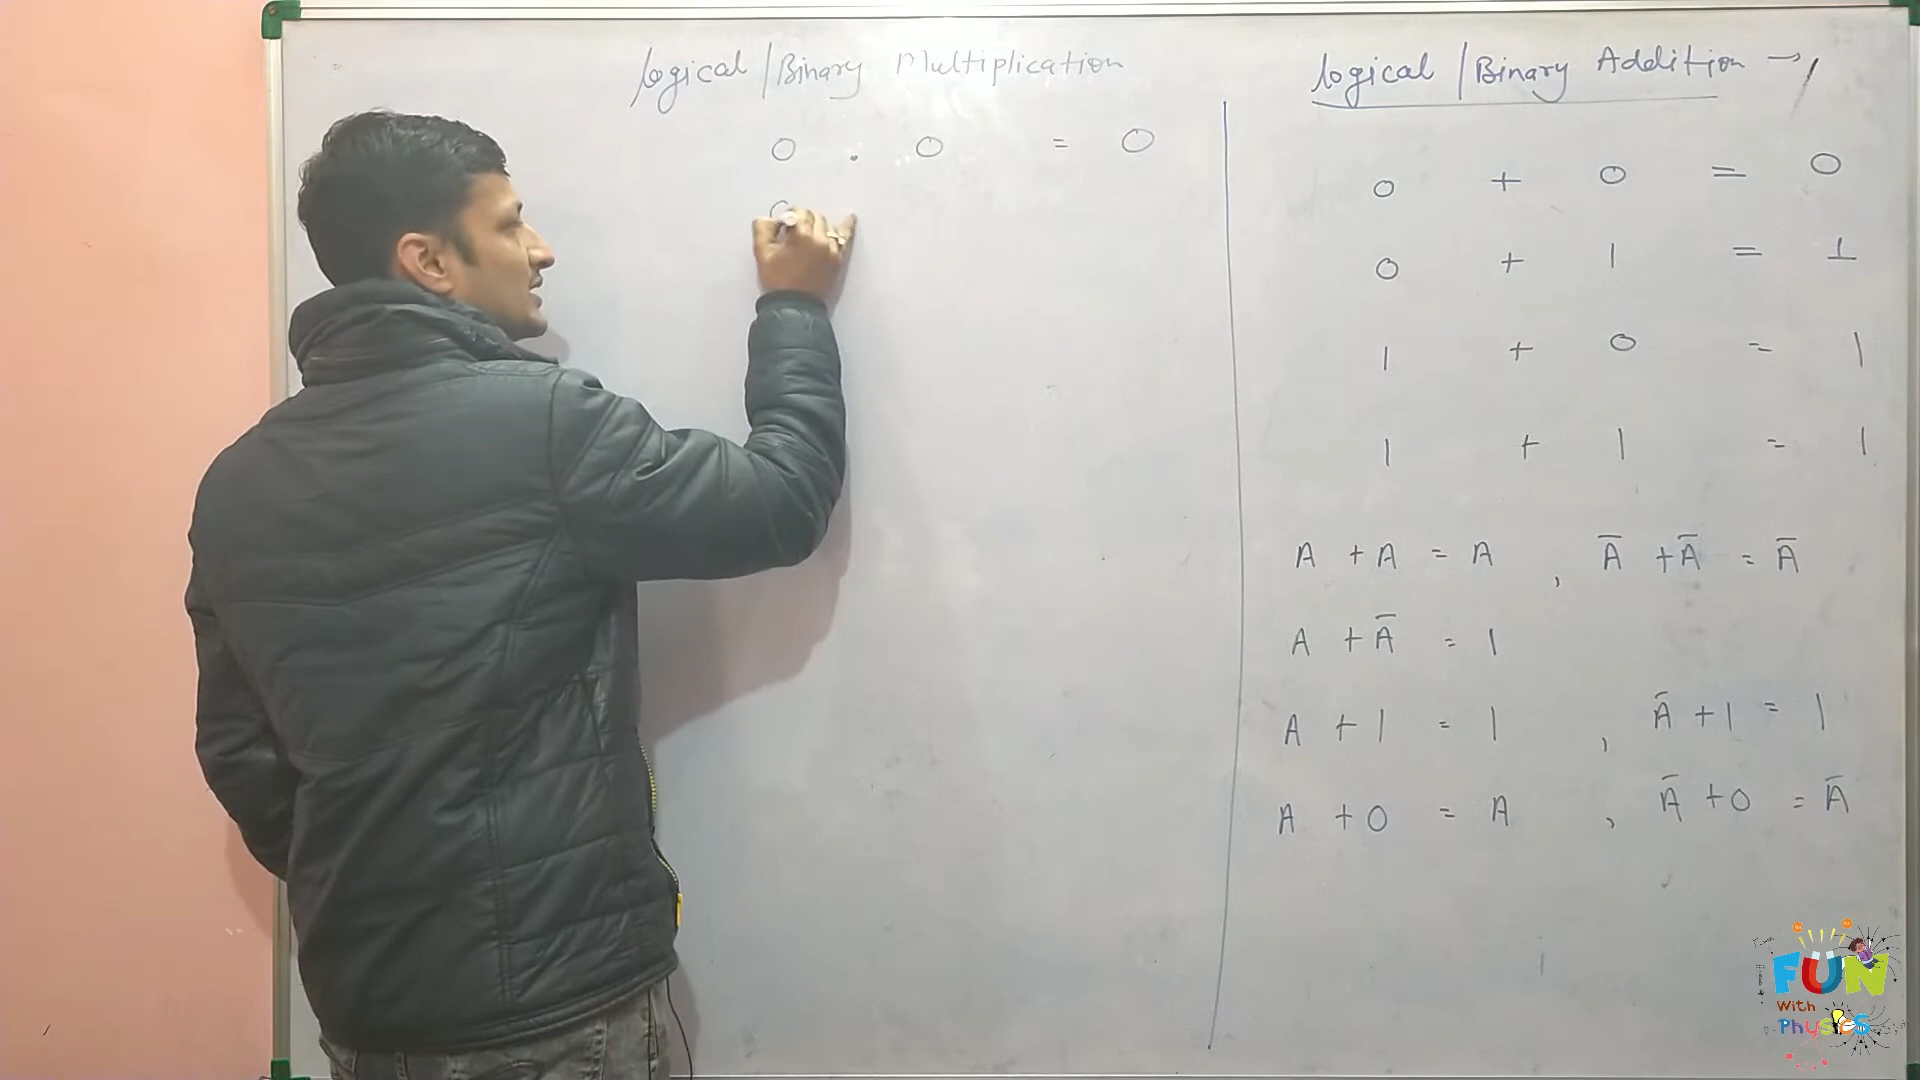 Logical / Binary Multiplication
0 . 0 = 0
0
Logical / Binary Addition →
0 + 0 = 0
0 + 1 = 1
1 + 0 = 1
1 + 1 = 1
A + A = A , A̅ + A̅ = A̅
A + A̅ = 1
A + 1 = 1 , A̅ + 1 = 1
A + 0 = A , A̅ + 0 = A̅
FUN
With
Physics